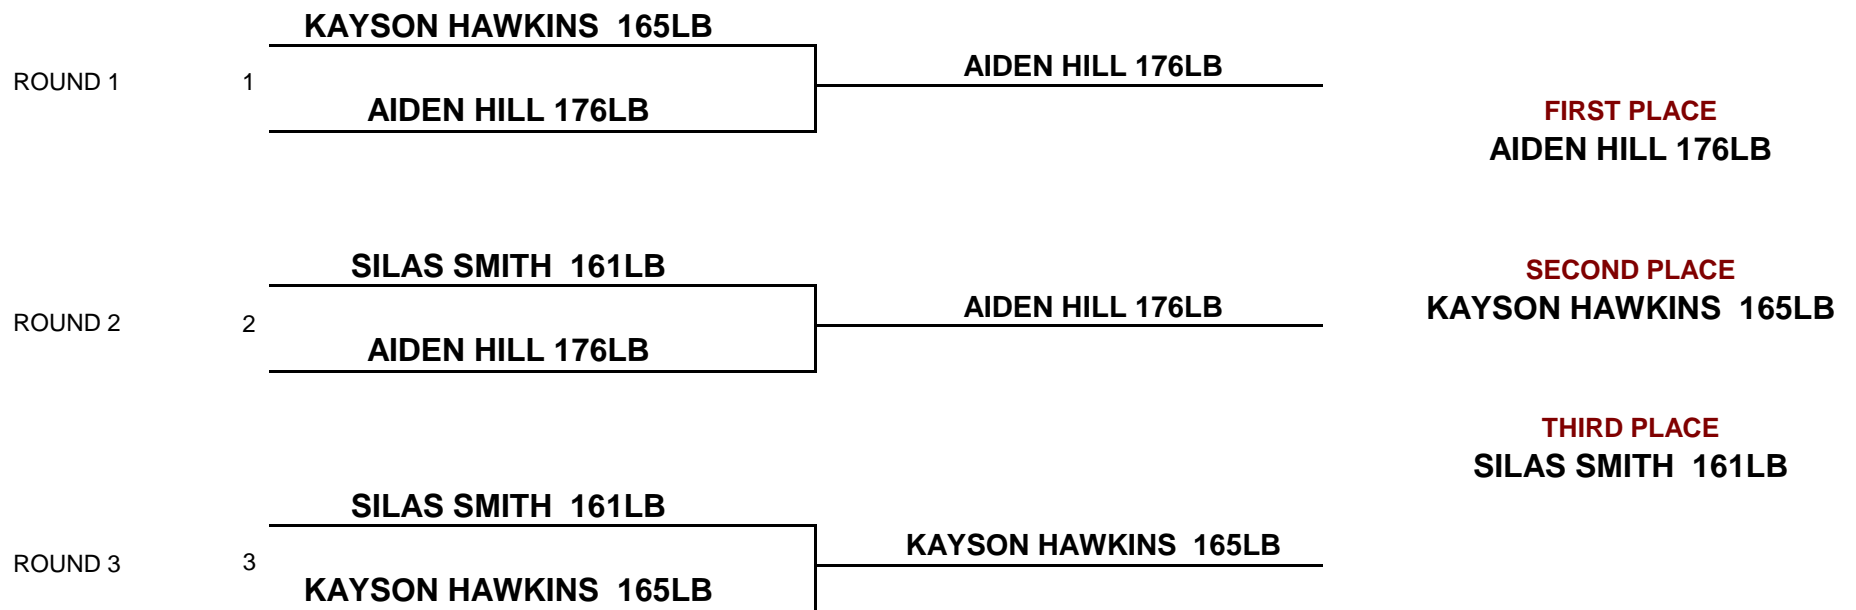 KAYSON HAWKINS  165LB
ROUND 1 1 AIDEN HILL 176LB
AIDEN HILL 176LB
FIRST PLACE
AIDEN HILL 176LB
SILAS SMITH  161LB
ROUND 2 2 AIDEN HILL 176LB
AIDEN HILL 176LB
SECOND PLACE
KAYSON HAWKINS  165LB
THIRD PLACE
SILAS SMITH  161LB
SILAS SMITH  161LB
ROUND 3 3 KAYSON HAWKINS  165LB
KAYSON HAWKINS  165LB